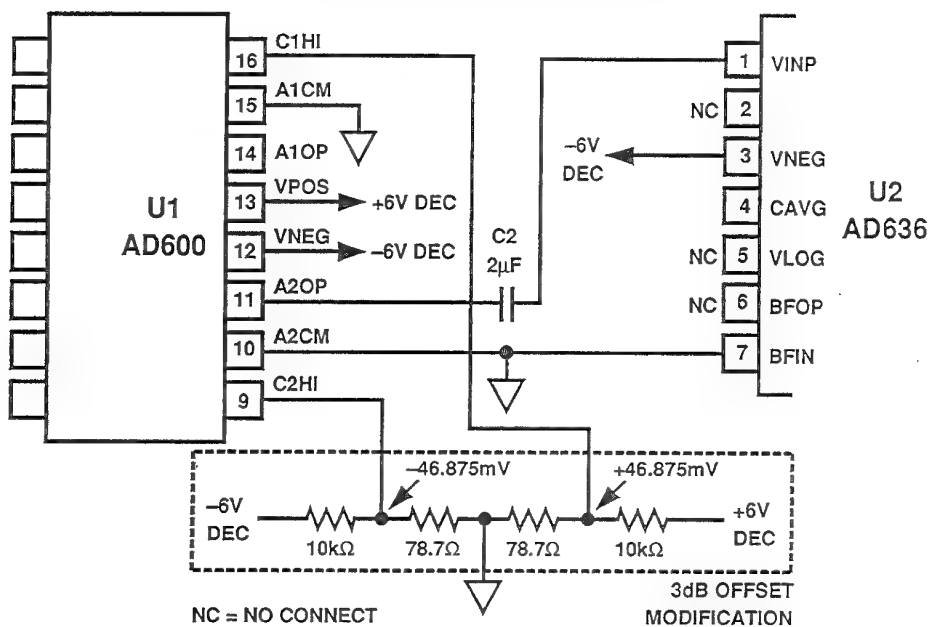 U1
AD600
16 C1HI
15 A1CM
14 A1OP
13 VPOS
+6V DEC
12 VNEG
–6V DEC
11 A2OP
10 A2CM
9 C2HI
C2
2µF
1 VINP
NC 2
–6V
DEC
3 VNEG
4 CAVG
NC 5 VLOG
NC 6 BFOP
7 BFIN
U2
AD636
–46.875mV
+46.875mV
–6V
DEC
10kΩ
78.7Ω
78.7Ω
10kΩ
+6V
DEC
NC = NO CONNECT
3dB OFFSET
MODIFICATION